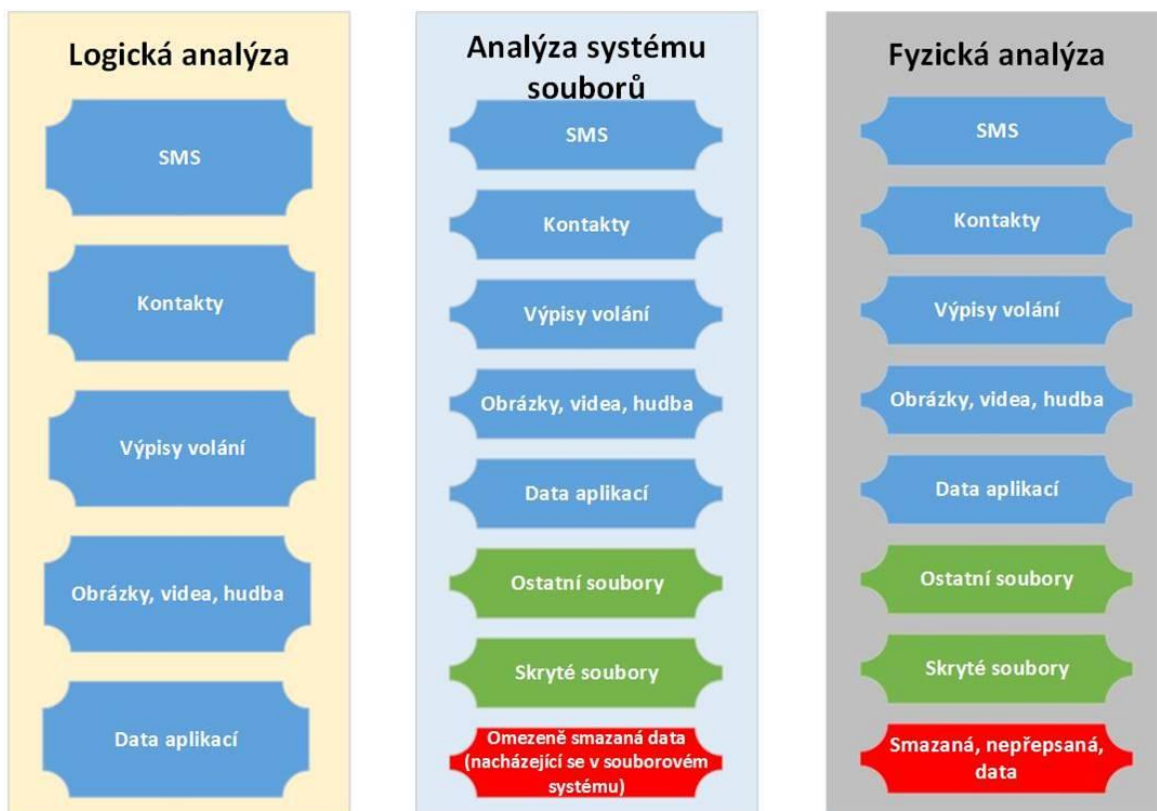 Logická analýza
SMS
Kontakty
Výpisy volání
Obrázky, videa, hudba
Data aplikací
Analýza systému
souborů
SMS
Kontakty
Výpisy volání
Obrázky, videa, hudba
Data aplikací
Ostatní soubory
Skryté soubory
Omezeně smazaná data
(nacházející se v souborovém
systému)
Fyzická analýza
SMS
Kontakty
Výpisy volání
Obrázky, videa, hudba
Data aplikací
Ostatní soubory
Skryté soubory
Smazaná, nepřepsaná,
data